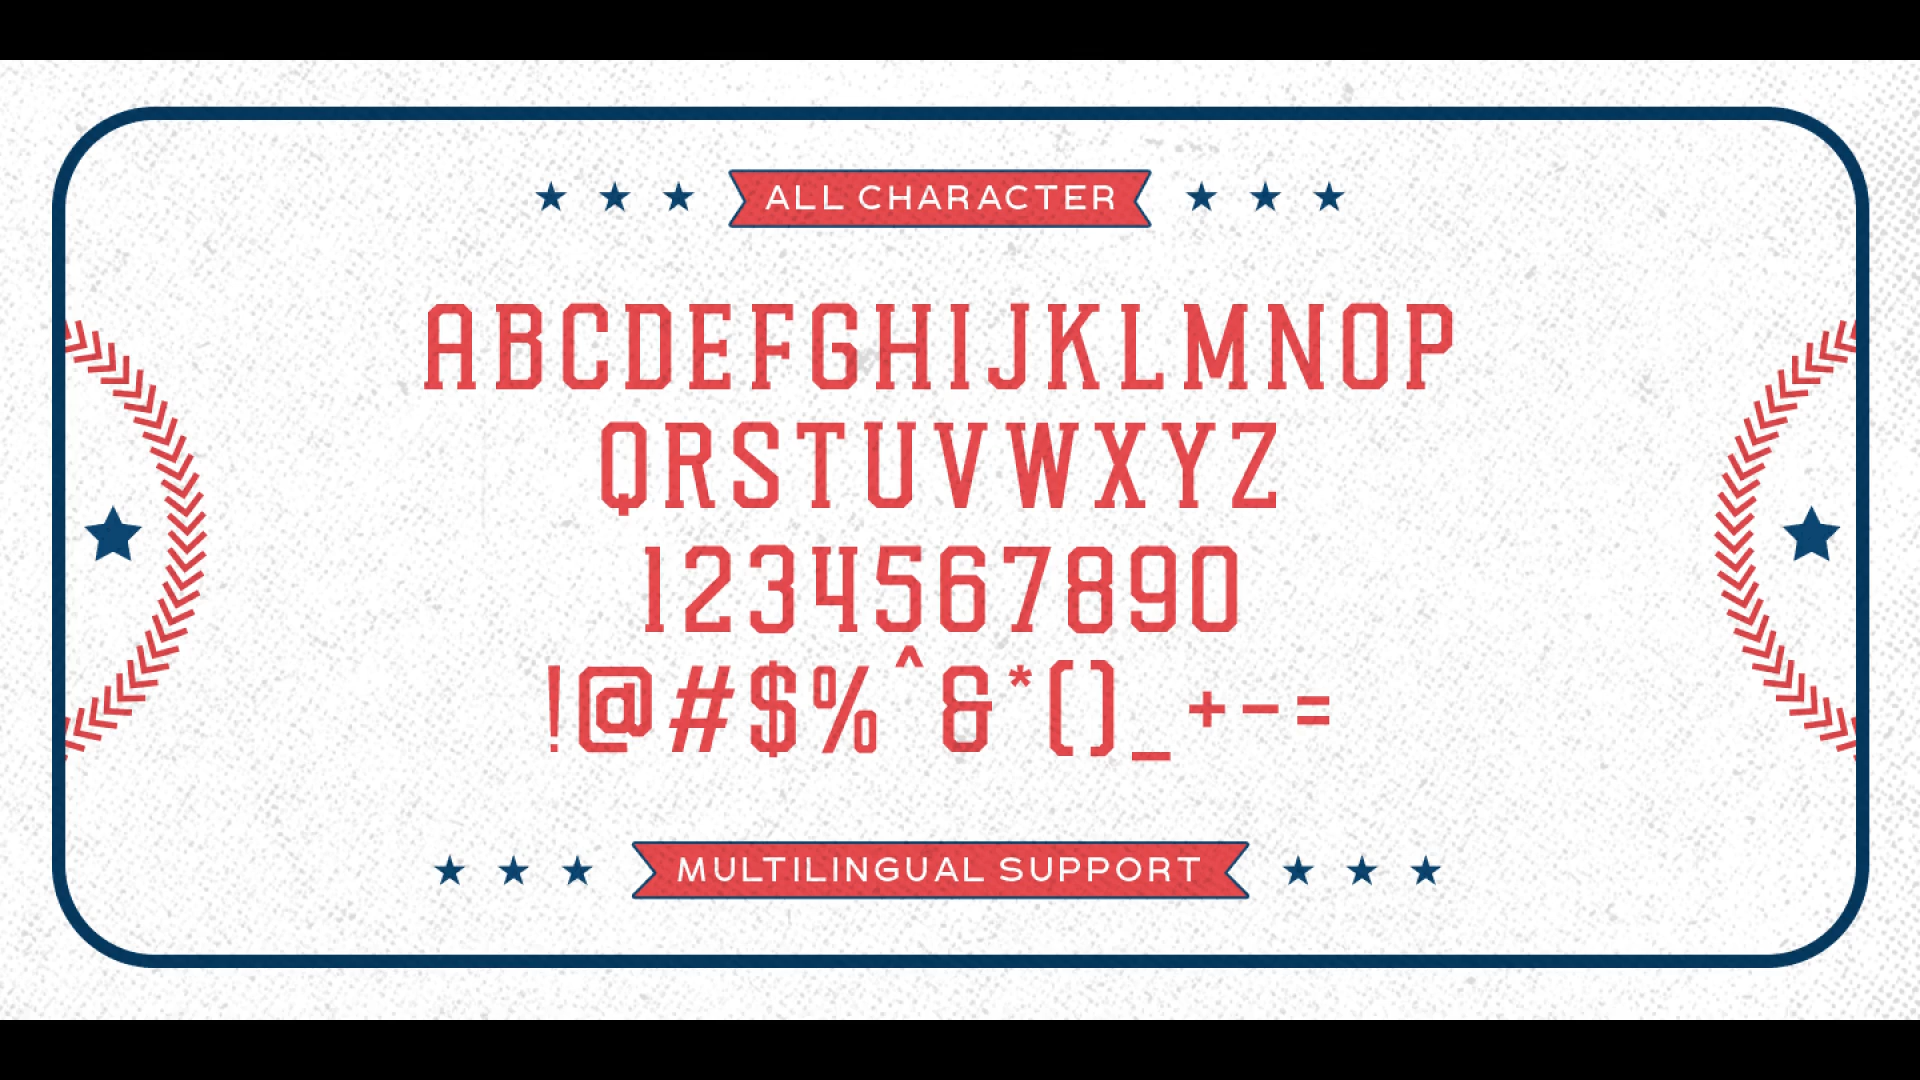 ALL CHARACTER
ABCDEFGHIJKLMNOP
QRSTUVWXYZ
1234567890
!@#$%^&*()_+-=
MULTILINGUAL SUPPORT